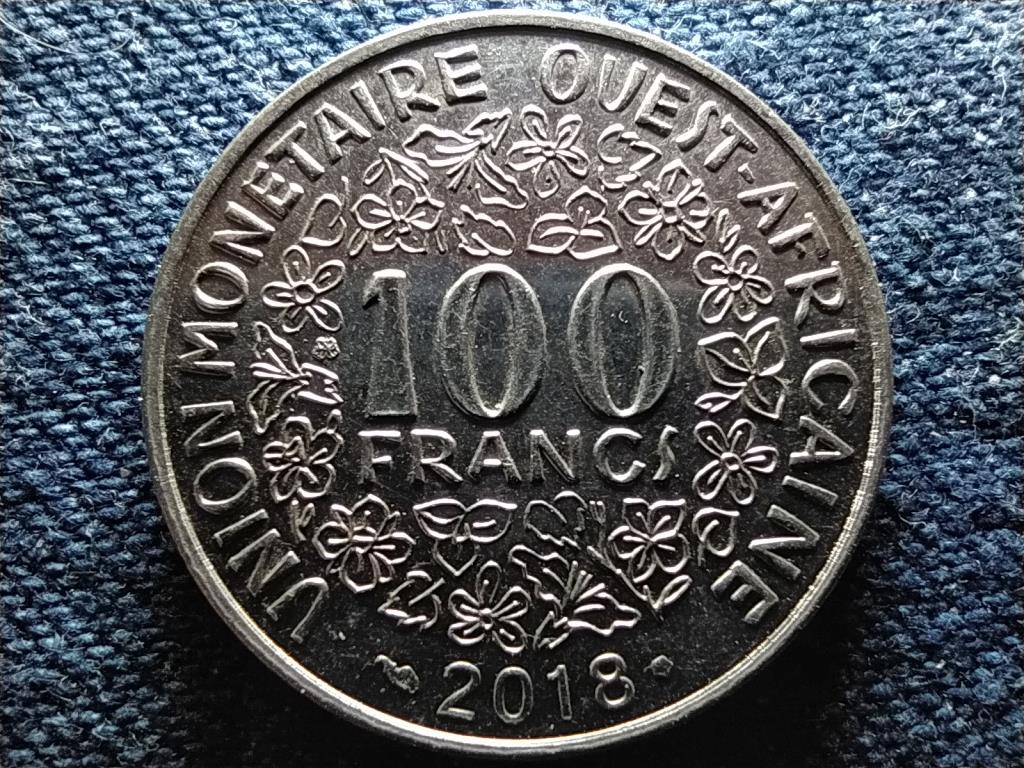 UNION MONETAIRE OUEST-AFRICAINE
100
FRANCS
2018